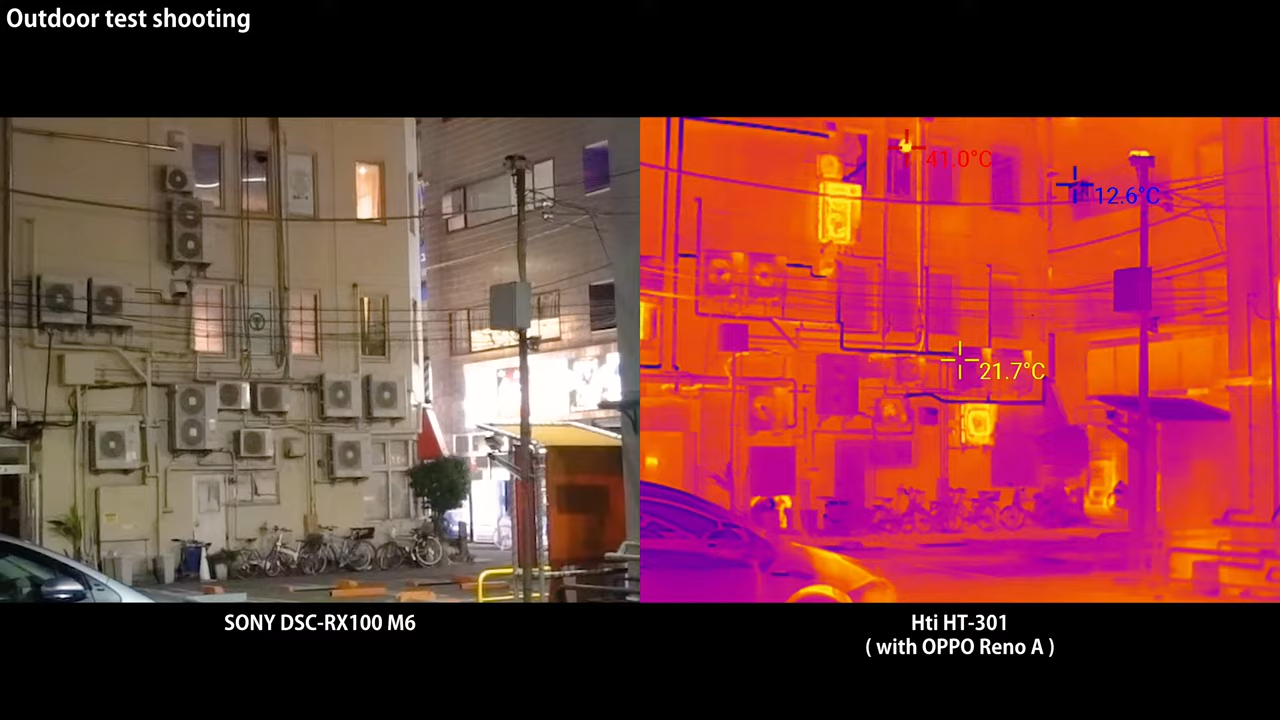 Outdoor test shooting
41.0°C
12.6°C
21.7°C
SONY DSC-RX100 M6
Hti HT-301
( with OPPO Reno A )